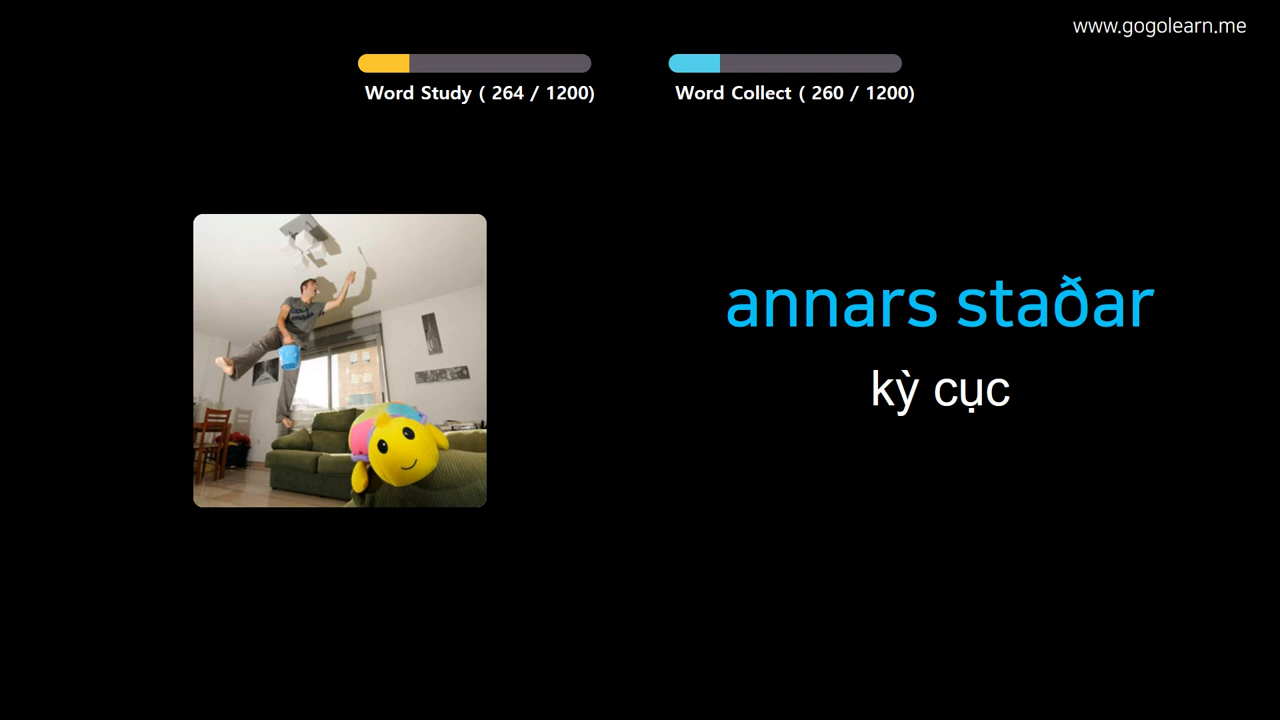 www.gogolearn.me
Word Study ( 264 / 1200)
Word Collect ( 260 / 1200)
annars staðar
kỳ cục